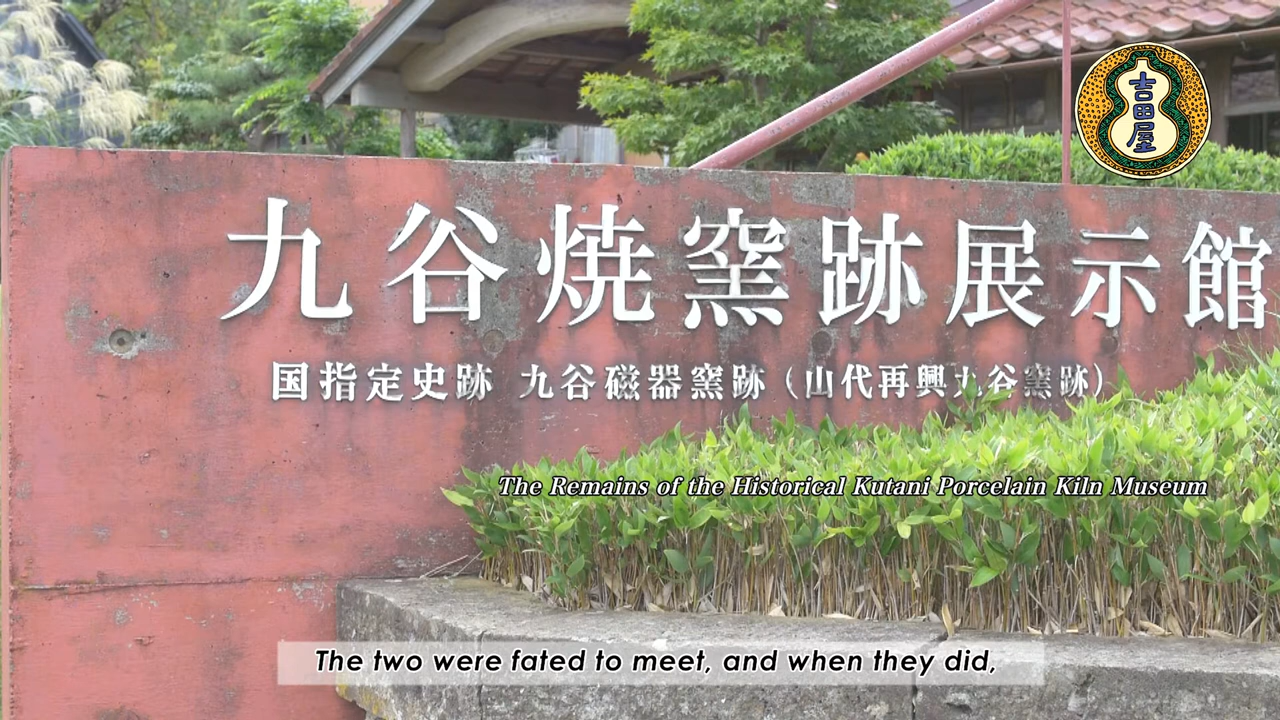 吉田屋
九谷焼窯跡展示館
国指定史跡 九谷磁器窯跡（山代再興九谷窯跡）
The Remains of the Historical Kutani Porcelain Kiln Museum
The two were fated to meet, and when they did,